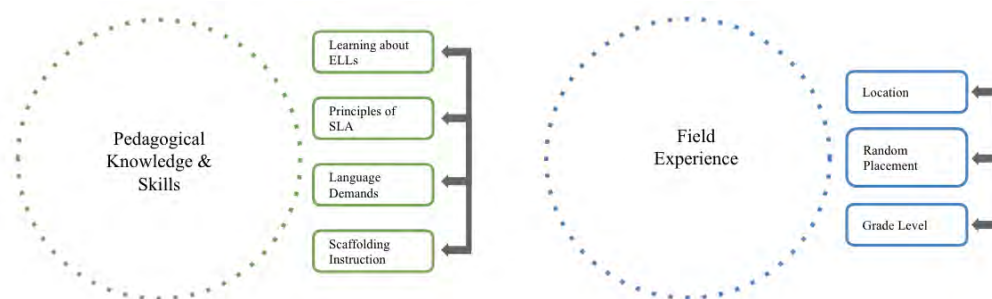 Pedagogical
Knowledge &
Skills
Learning about
ELLs
Principles of
SLA
Language
Demands
Scaffolding
Instruction
Field
Experience
Location
Random
Placement
Grade Level